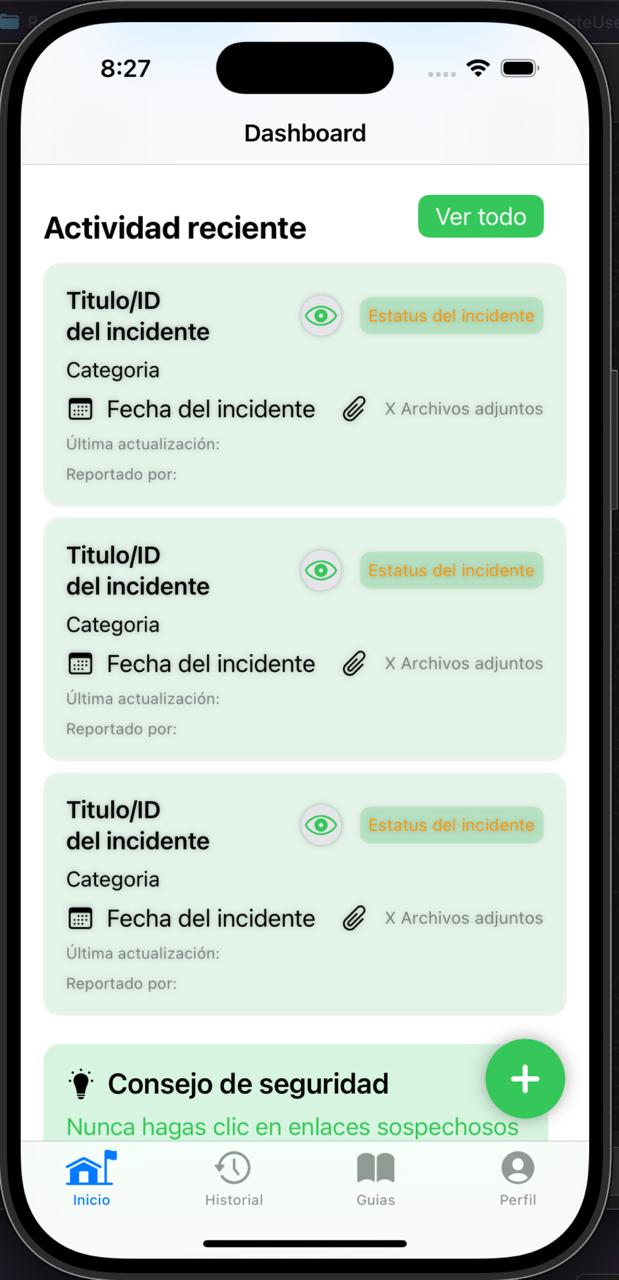 8:27
Dashboard
Actividad reciente
Ver todo
Titulo/ID
del incidente
Estatus del incidente
Categoria
Fecha del incidente
X Archivos adjuntos
Última actualización:
Reportado por:
Titulo/ID
del incidente
Estatus del incidente
Categoria
Fecha del incidente
X Archivos adjuntos
Última actualización:
Reportado por:
Titulo/ID
del incidente
Estatus del incidente
Categoria
Fecha del incidente
X Archivos adjuntos
Última actualización:
Reportado por:
Consejo de seguridad
Nunca hagas clic en enlaces sospechosos
Inicio
Historial
Guias
Perfil